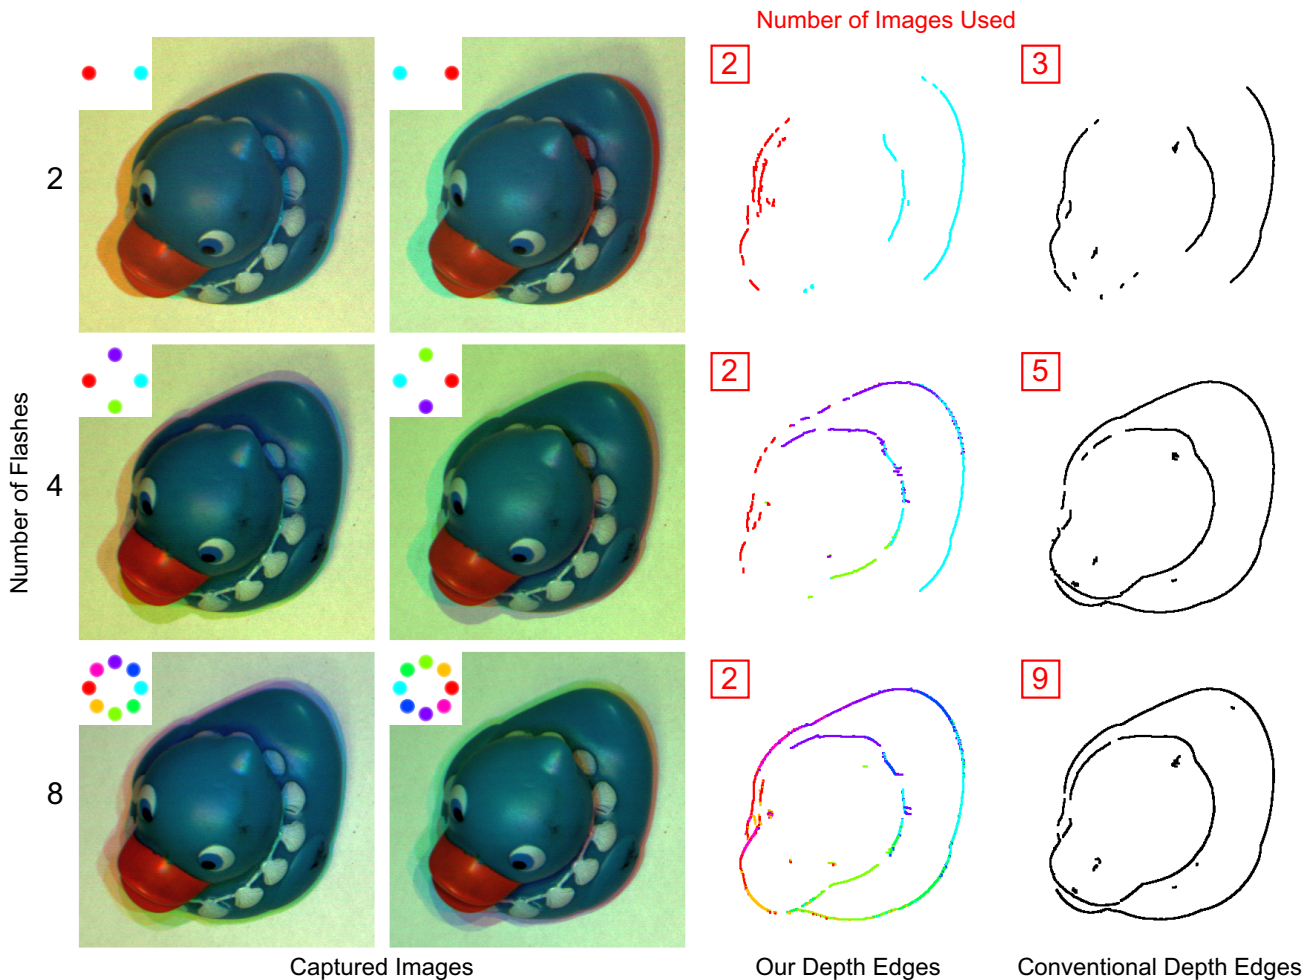 Number of Images Used
2
3
2
Number of Flashes
2
5
4
2
9
8
Captured Images
Our Depth Edges
Conventional Depth Edges